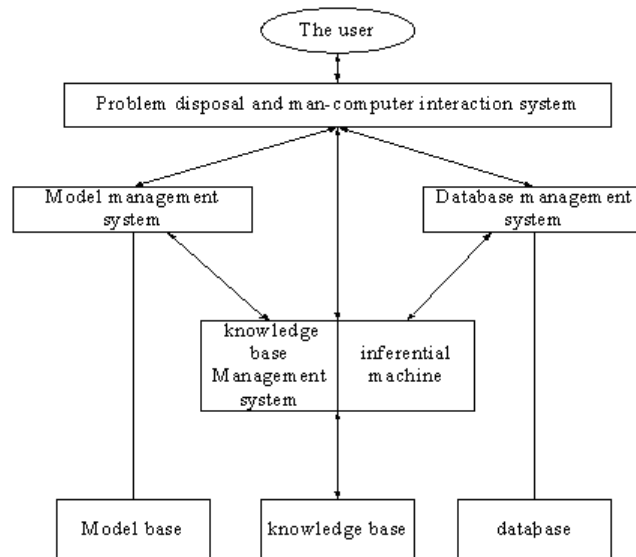 The user
Problem disposal and man-computer interaction system
Model management
system
Database management
system
knowledge
base
Management
system
inferential
machine
Model base
knowledge base
database